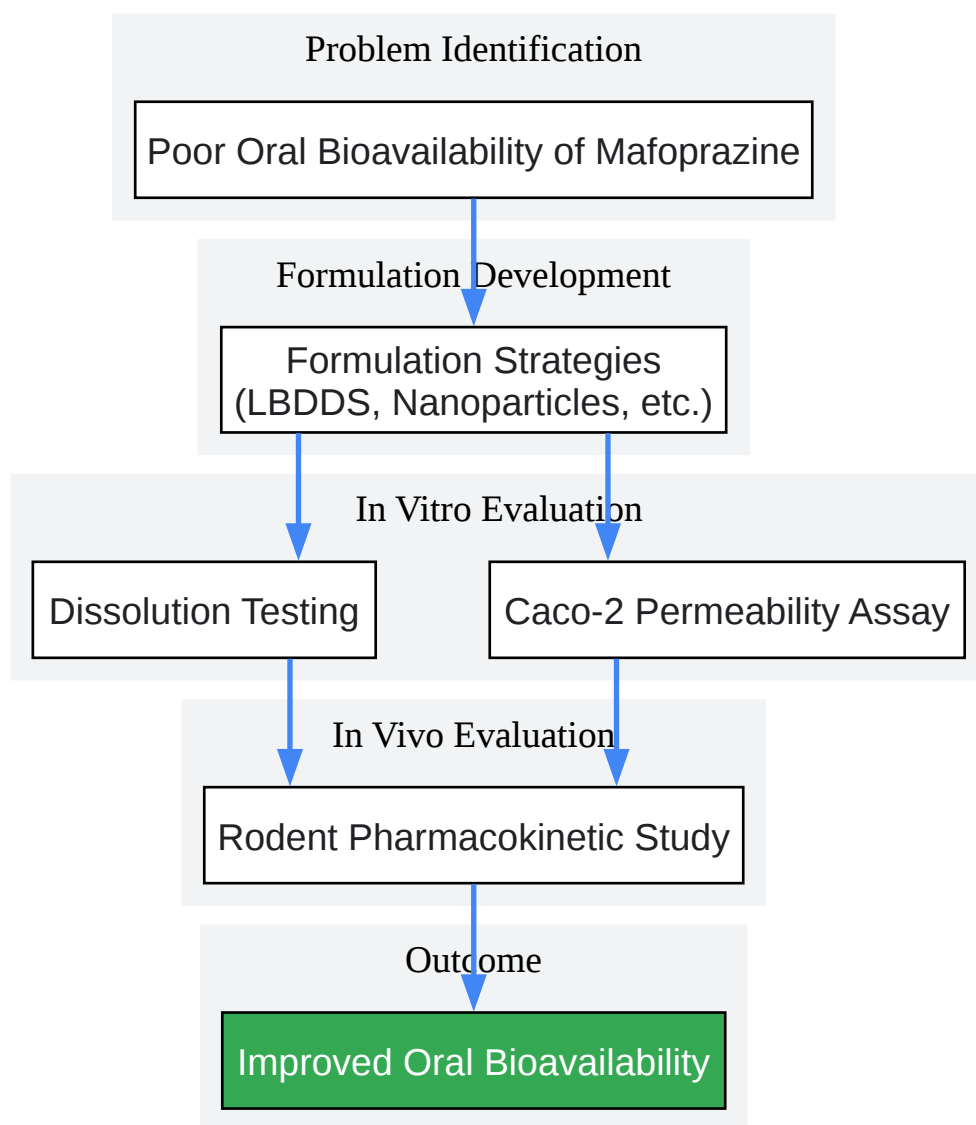 Problem Identification
Poor Oral Bioavailability of Mafoprazine
Formulation Development
Formulation Strategies
(LBDDS, Nanoparticles, etc.)
In Vitro Evaluation
Dissolution Testing
Caco-2 Permeability Assay
In Vivo Evaluation
Rodent Pharmacokinetic Study
Outcome
Improved Oral Bioavailability